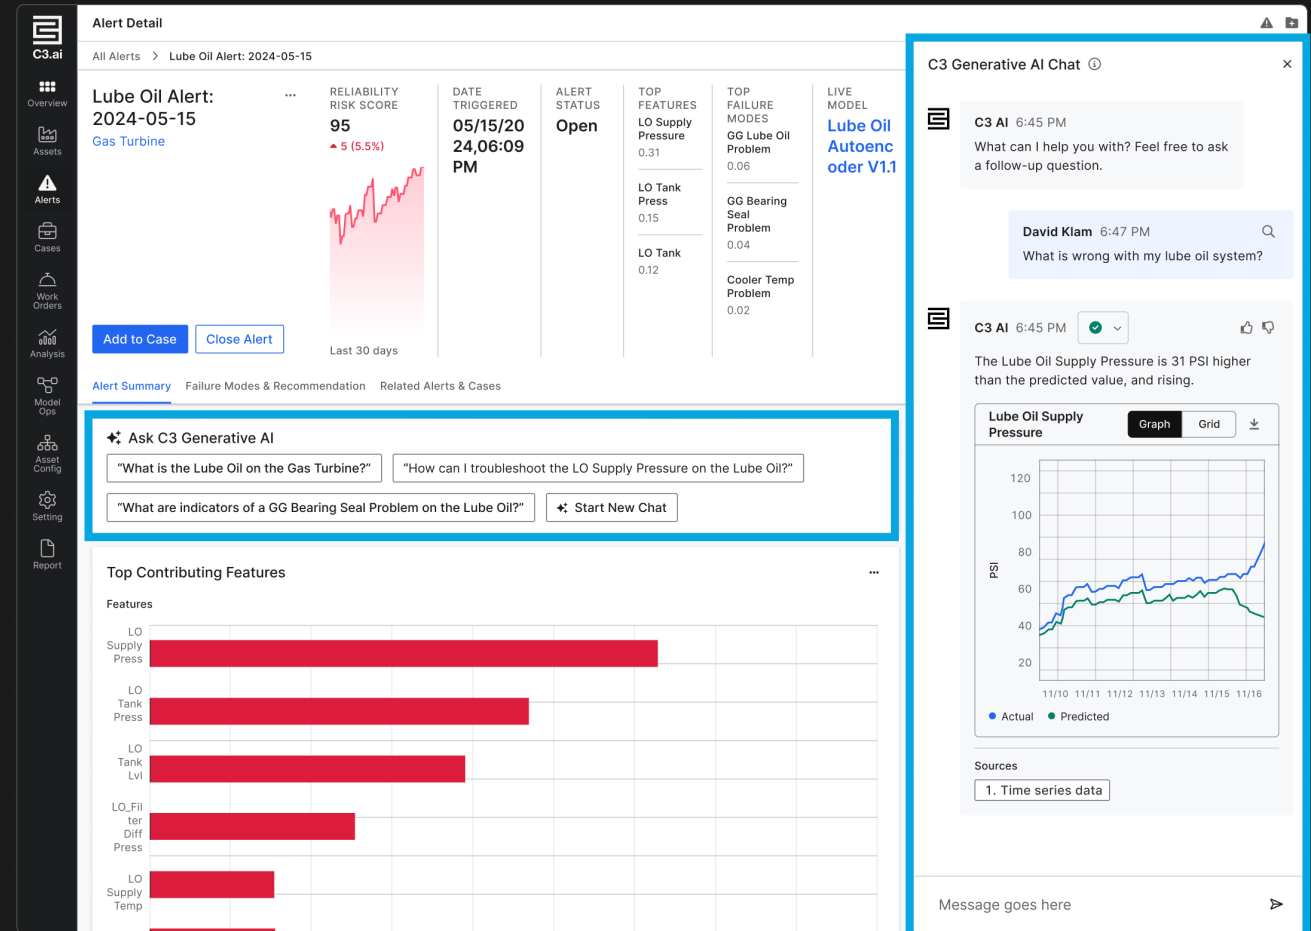 C3.ai
Overview
Assets
Alerts
Cases
Work
Orders
Analysis
Model
Ops
Asset
Config
Setting
Report
Alert Detail
All Alerts > Lube Oil Alert: 2024-05-15
Lube Oil Alert:
2024-05-15
Gas Turbine
Add to Case
Close Alert
RELIABILITY
RISK SCORE
95
5 (5.5%)
Last 30 days
DATE
TRIGGERED
05/15/20
24,06:09
PM
ALERT
STATUS
Open
TOP
FEATURES
LO Supply
Pressure
0.31
LO Tank
Press
0.15
LO Tank
0.12
TOP
FAILURE
MODES
GG Lube Oil
Problem
0.06
GG Bearing
Seal
Problem
0.04
Cooler Temp
Problem
0.02
LIVE
MODEL
Lube Oil
Autoenc
oder V1.1
Alert Summary
Failure Modes & Recommendation
Related Alerts & Cases
Ask C3 Generative AI
“What is the Lube Oil on the Gas Turbine?”
“How can I troubleshoot the LO Supply Pressure on the Lube Oil?”
“What are indicators of a GG Bearing Seal Problem on the Lube Oil?”
Start New Chat
Top Contributing Features
Features
LO
Supply
Press
LO
Tank
Press
LO
Tank
Lvl
LO_Fil
ter
Diff
Press
LO
Supply
Temp
C3 Generative AI Chat
C3 AI 6:45 PM
What can I help you with? Feel free to ask
a follow-up question.
David Klam 6:47 PM
What is wrong with my lube oil system?
C3 AI 6:45 PM
The Lube Oil Supply Pressure is 31 PSI higher
than the predicted value, and rising.
Lube Oil Supply
Pressure
Graph
Grid
PSI
120
100
80
60
40
20
11/10 11/11 11/12 11/13 11/14 11/15 11/16
Actual
Predicted
Sources
1. Time series data
Message goes here